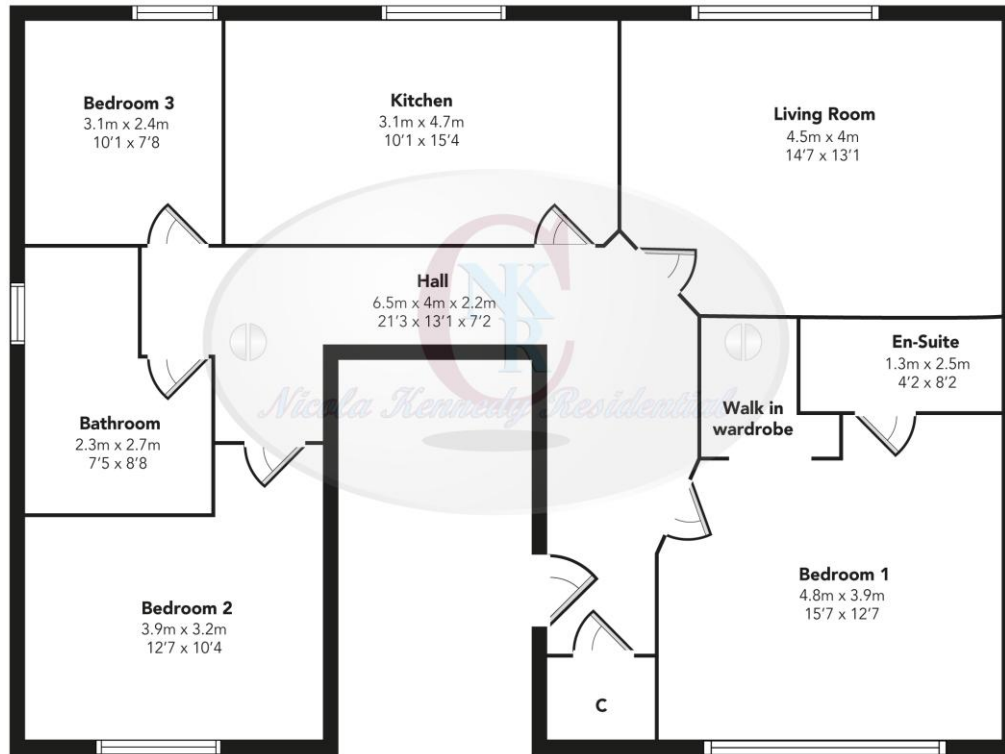 Bedroom 3
3.1m x 2.4m
10'1 x 7'8
Kitchen
3.1m x 4.7m
10'1 x 15'4
Living Room
4.5m x 4m
14'7 x 13'1
Hall
6.5m x 4m x 2.2m
21'3 x 13'1 x 7'2
C
NK
R
Nicola Kennedy Residential
En-Suite
1.3m x 2.5m
4'2 x 8'2
Walk in
wardrobe
Bathroom
2.3m x 2.7m
7'5 x 8'8
Bedroom 2
3.9m x 3.2m
12'7 x 10'4
Bedroom 1
4.8m x 3.9m
15'7 x 12'7
C